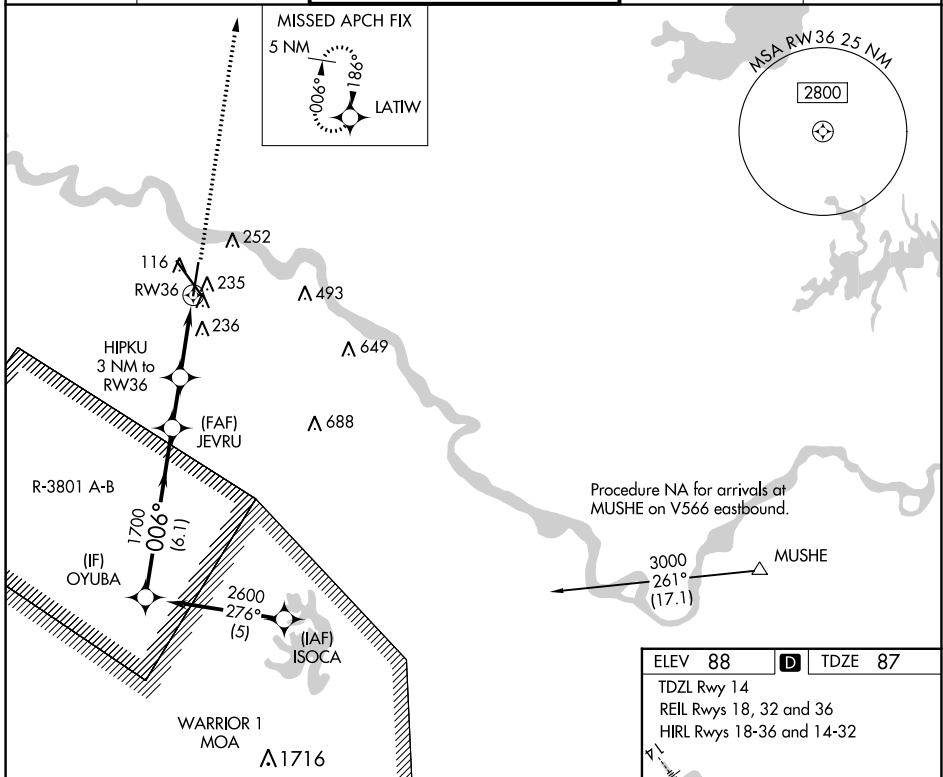 MISSED APCH FIX
5 NM
006°
186°
LATIW
MSA RW36 25 NM
2800
252
116
RW36
235
493
236
649
HIPKU
3 NM to
RW36
688
(FAF)
JEVRU
R-3801 A-B
1700
006°
(6.1)
(IF)
OYUBA
2600
276°
(5)
(IAF)
ISOCA
Procedure NA for arrivals at
MUSHE on V566 eastbound.
MUSHE
3000
261°
(17.1)
WARRIOR 1
MOA
1716
ELEV 88 D TDZE 87
TDZL Rwy 14
REIL Rwys 18, 32 and 36
HIRL Rwys 18-36 and 14-32
14